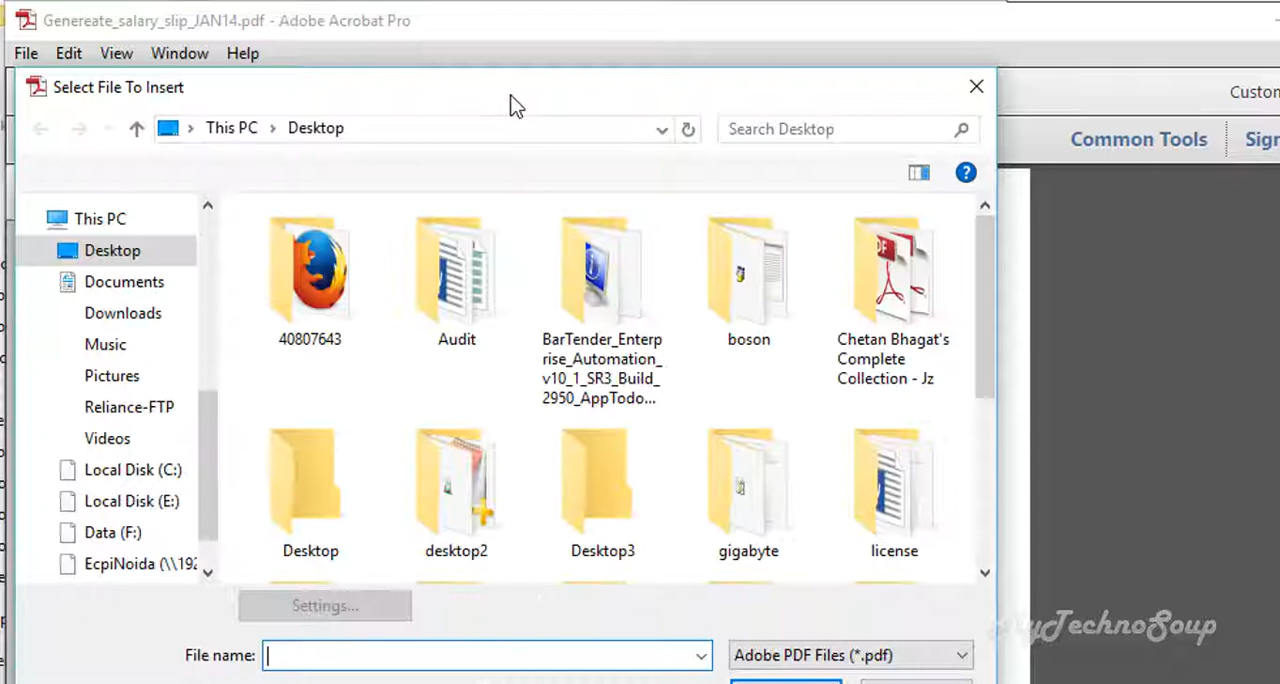 Genereate_salary_slip_JAN14.pdf - Adobe Acrobat Pro
File Edit View Window Help
Select File To Insert
This PC > Desktop
Search Desktop
Custom
Common Tools
Sign
This PC
Desktop
Documents
Downloads
Music
Pictures
Reliance-FTP
Videos
Local Disk (C:)
Local Disk (E:)
Data (F:)
EcpiNoida (\\192
40807643
Audit
BarTender_Enterp
rise_Automation_
v10_1_SR3_Build_
2950_AppTodo...
boson
Chetan Bhagat's
Complete
Collection - Jz
Desktop
desktop2
Desktop3
gigabyte
license
Settings...
File name:
Adobe PDF Files (*.pdf)
MyTechnoSoup